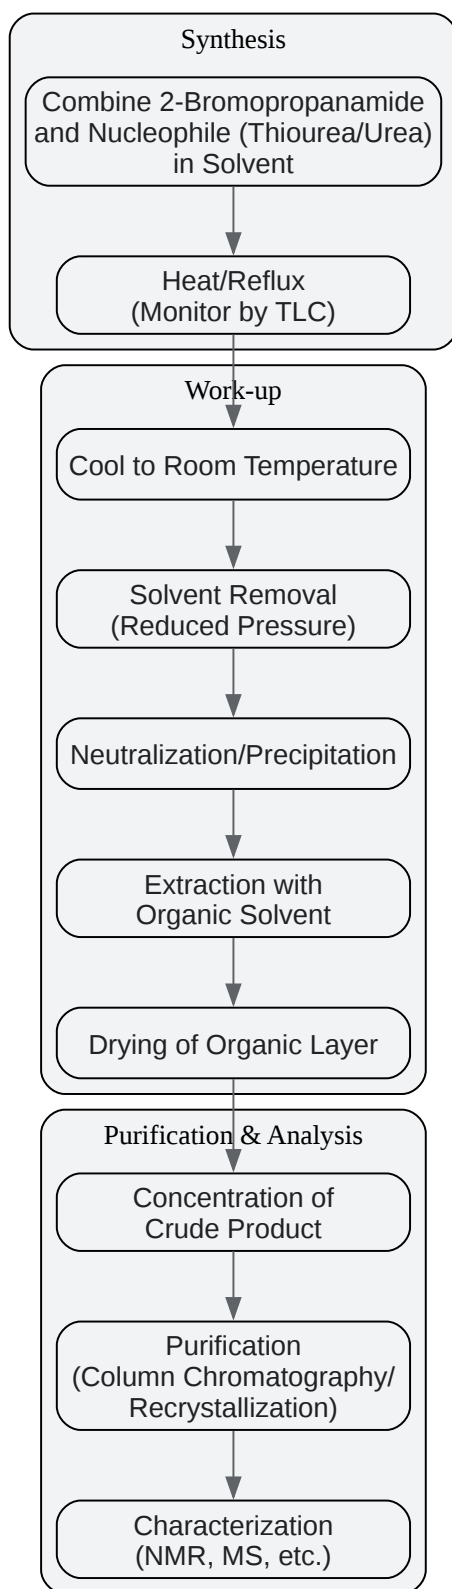 Synthesis
Combine 2-Bromopropanamide
and Nucleophile (Thiourea/Urea)
in Solvent
Heat/Reflux
(Monitor by TLC)
Work-up
Cool to Room Temperature
Solvent Removal
(Reduced Pressure)
Neutralization/Precipitation
Extraction with
Organic Solvent
Drying of Organic Layer
Purification & Analysis
Concentration of
Crude Product
Purification
(Column Chromatography/
Recrystallization)
Characterization
(NMR, MS, etc.)